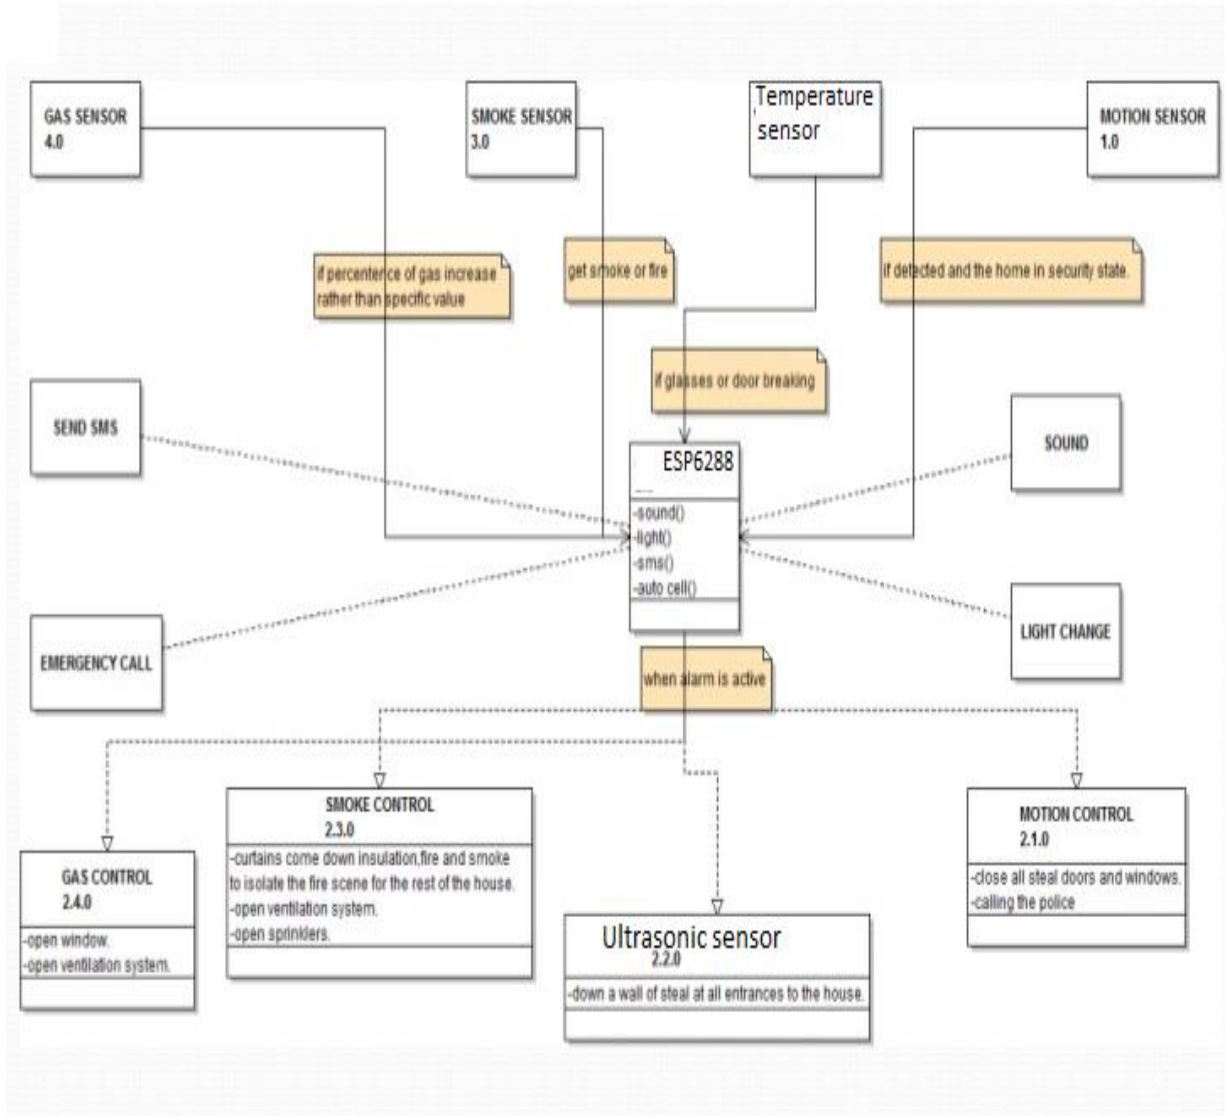 GAS SENSOR
4.0
SMOKE SENSOR
3.0
Temperature
sensor
MOTION SENSOR
1.0
if percentence of gas increase
rather than specific value
get smoke or fire
if detected and the home in security state.
if glasses or door breaking
SEND SMS
SOUND
ESP6288
-sound()
-light()
-sms()
-auto cell()
EMERGENCY CALL
LIGHT CHANGE
when alarm is active
GAS CONTROL
2.4.0
-open window.
-open ventilation system.
SMOKE CONTROL
2.3.0
-curtains come down insulation,fire and smoke
to isolate the fire scene for the rest of the house.
-open ventilation system.
-open sprinklers.
Ultrasonic sensor
2.2.0
-down a wall of steal at all entrances to the house.
MOTION CONTROL
2.1.0
-close all steal doors and windows.
-calling the police